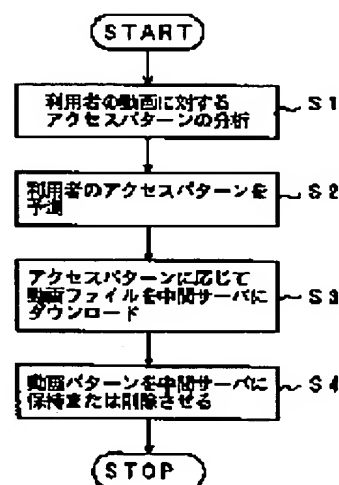 START
利用者の動画に対する
アクセスパターンの分析
S1
利用者のアクセスパターンを
予測
S2
アクセスパターンに応じて
動画ファイルを中間サーバに
ダウンロード
S3
動画パターンを中間サーバに
保持または削除させる
S4
STOP